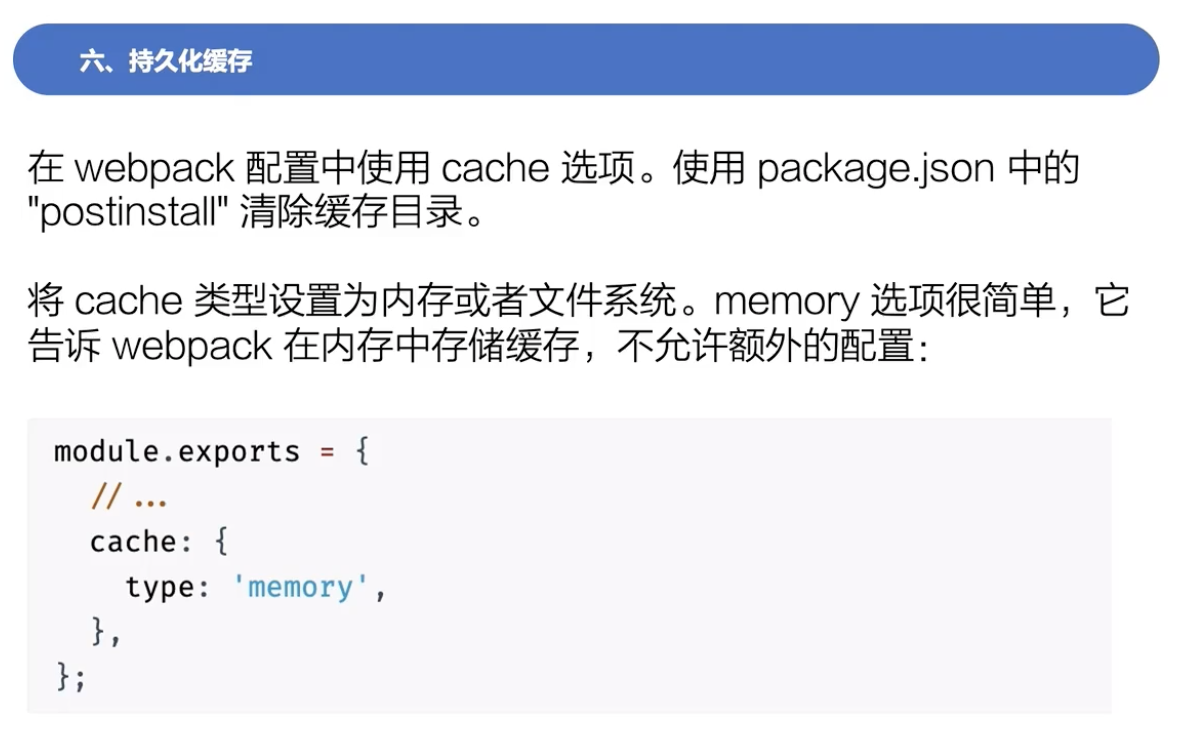 六、持久化缓存
在 webpack 配置中使用 cache 选项。使用 package.json 中的
"postinstall" 清除缓存目录。
将 cache 类型设置为内存或者文件系统。memory 选项很简单，它
告诉 webpack 在内存中存储缓存，不允许额外的配置：
module.exports = {
  // ...
  cache: {
    type: 'memory',
  },
};